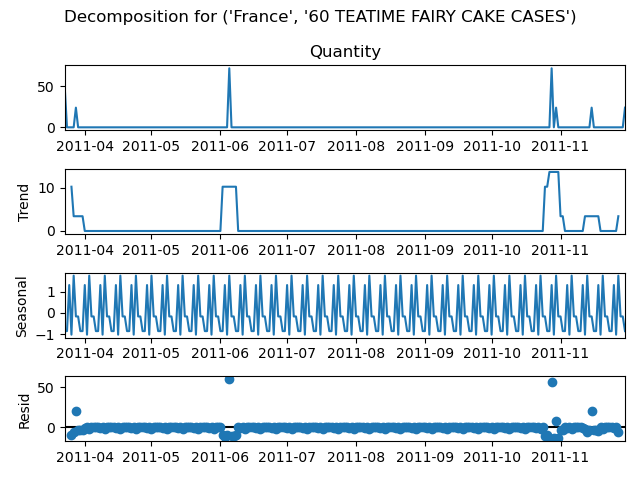 Decomposition for ('France', '60 TEATIME FAIRY CAKE CASES')
Quantity
50
0
2011-04 2011-05 2011-06 2011-07 2011-08 2011-09 2011-10 2011-11
Trend
10
0
2011-04 2011-05 2011-06 2011-07 2011-08 2011-09 2011-10 2011-11
Seasonal
1
0
−1
2011-04 2011-05 2011-06 2011-07 2011-08 2011-09 2011-10 2011-11
Resid
50
0
2011-04 2011-05 2011-06 2011-07 2011-08 2011-09 2011-10 2011-11